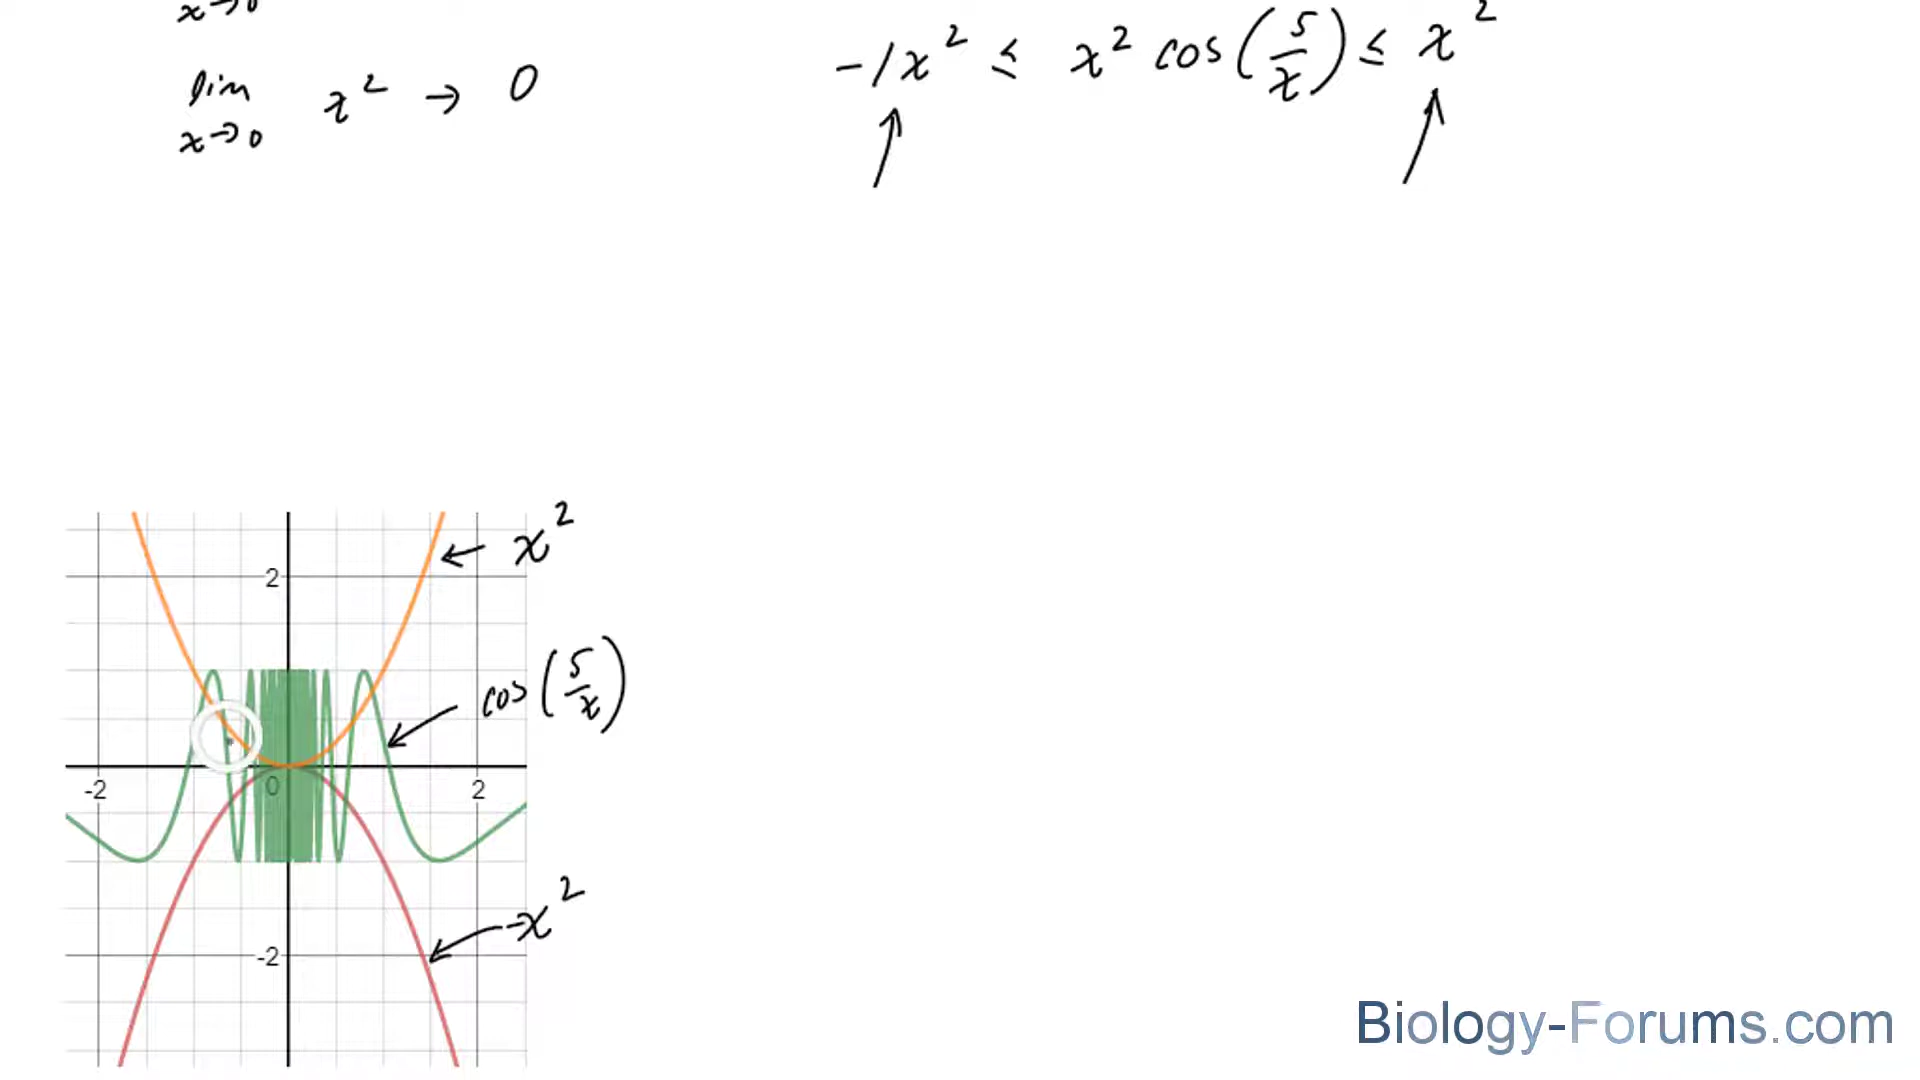 x→0
lim x² → 0
x→0
-1x² ≤ x² cos(5/x) ≤ x²
x²
2
cos(5/x)
-2 0 2
-x²
-2
Biology-Forums.com